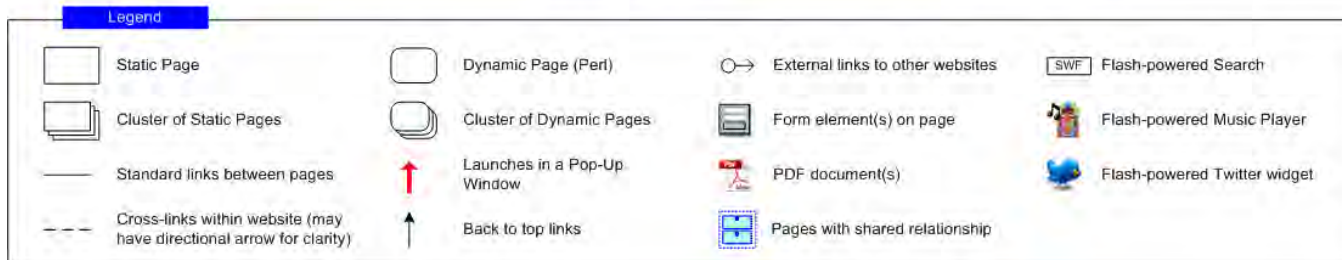 Legend
Static Page
Dynamic Page (Perl)
External links to other websites
SWF
Flash-powered Search
Cluster of Static Pages
Cluster of Dynamic Pages
Form element(s) on page
Flash-powered Music Player
Standard links between pages
Launches in a Pop-Up
Window
PDF document(s)
Flash-powered Twitter widget
Cross-links within website (may
have directional arrow for clarity)
Back to top links
Pages with shared relationship